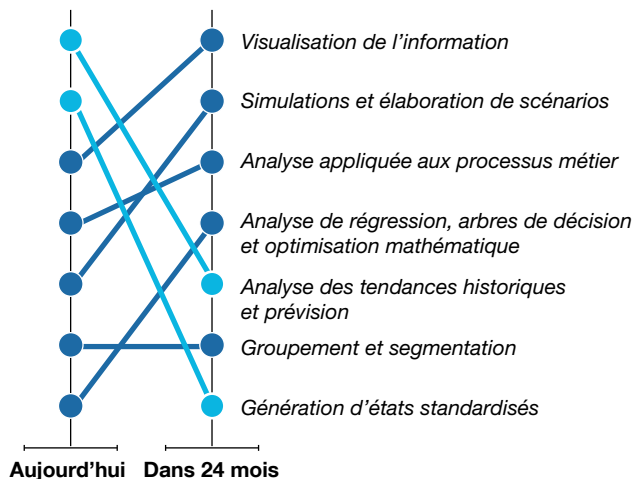 Visualisation de l’information
Simulations et élaboration de scénarios
Analyse appliquée aux processus métier
Analyse de régression, arbres de décision
et optimisation mathématique
Analyse des tendances historiques
et prévision
Groupement et segmentation
Génération d’états standardisés
Aujourd’hui Dans 24 mois